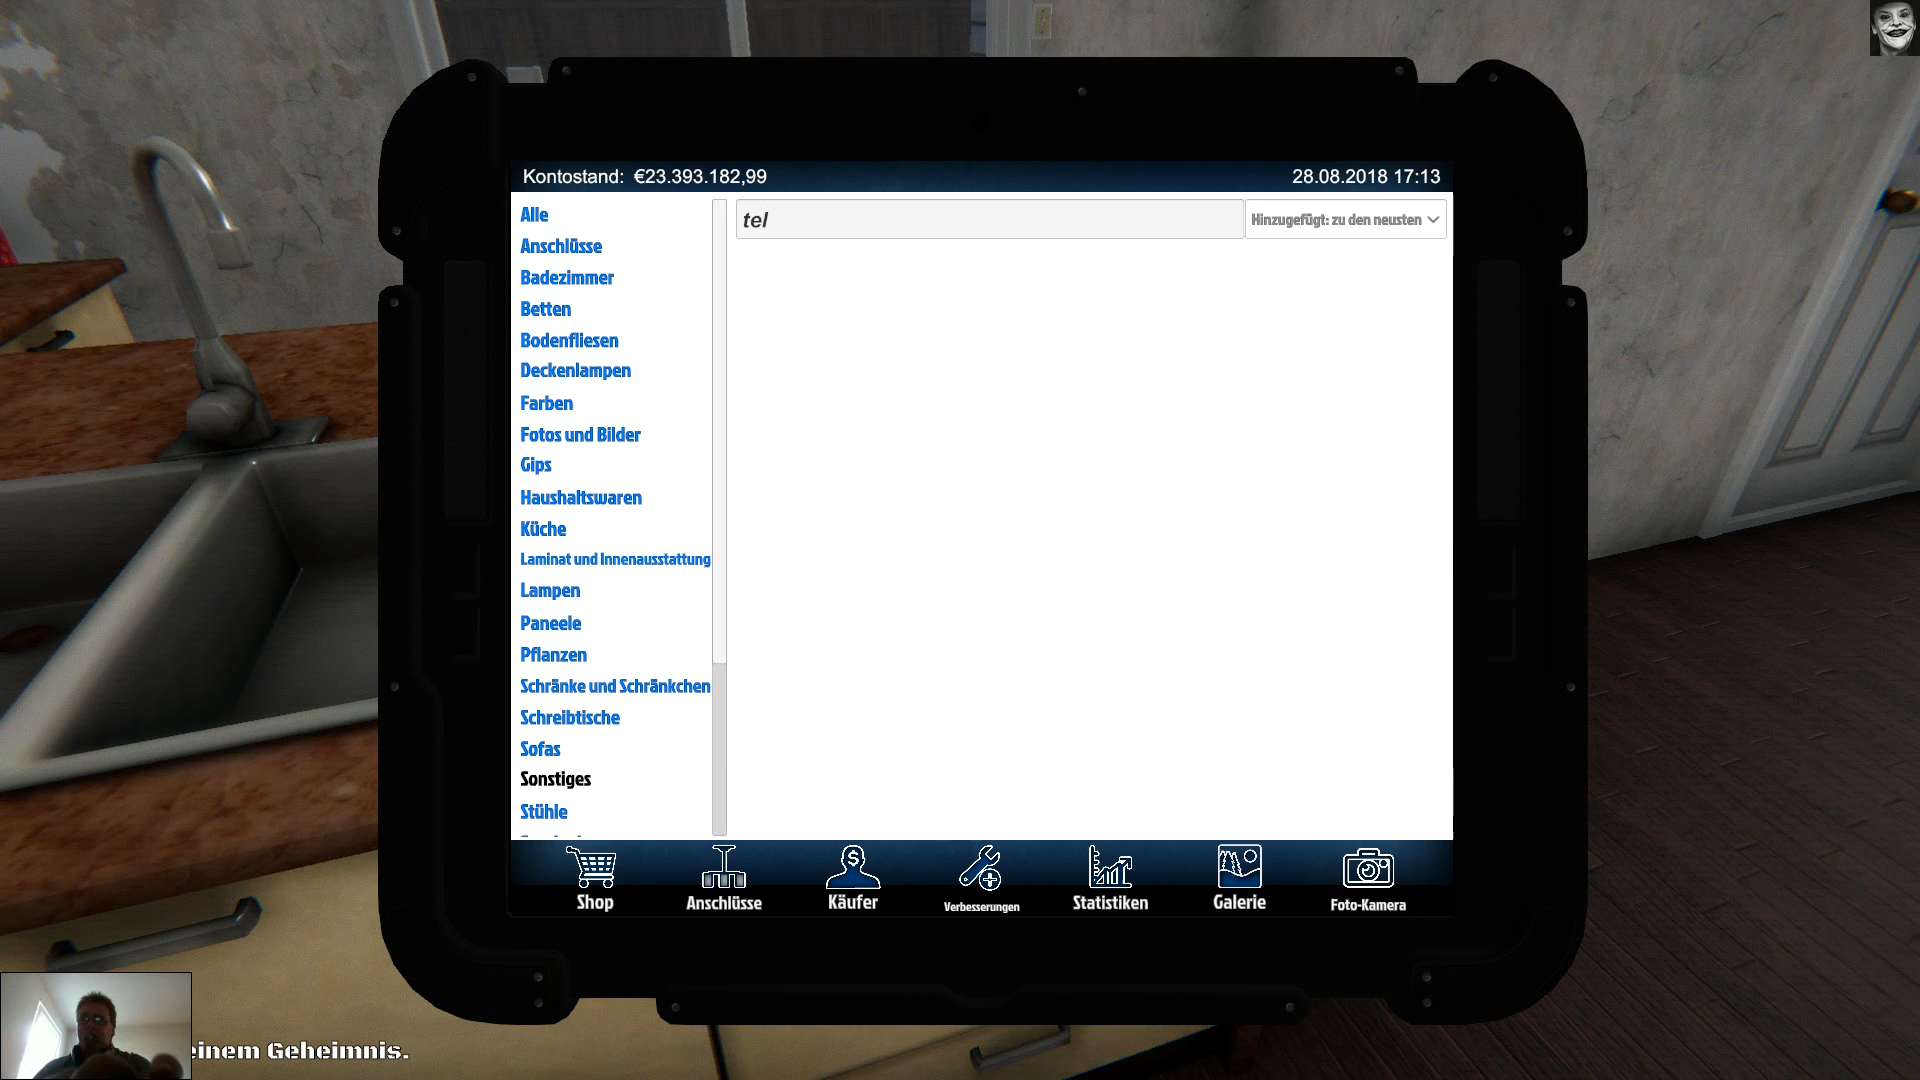 Kontostand: €23.393.182,99
28.08.2018 17:13
tel
Hinzugefügt: zu den neusten
Alle
Anschlüsse
Badezimmer
Betten
Bodenfliesen
Deckenlampen
Farben
Fotos und Bilder
Gips
Haushaltswaren
Küche
Laminat und Innenausstattung
Lampen
Paneele
Pflanzen
Schränke und Schränkchen
Schreibtische
Sofas
Sonstiges
Stühle
Shop
Anschlüsse
Käufer
Verbesserungen
Statistiken
Galerie
Foto-Kamera
einem Geheimnis.